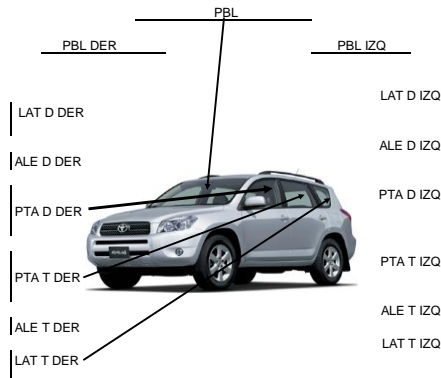 PBL
PBL DER
PBL IZQ
LAT D DER
LAT D IZQ
ALE D DER
ALE D IZQ
PTA D DER
PTA D IZQ
PTA T DER
PTA T IZQ
ALE T DER
ALE T IZQ
LAT T DER
LAT T IZQ